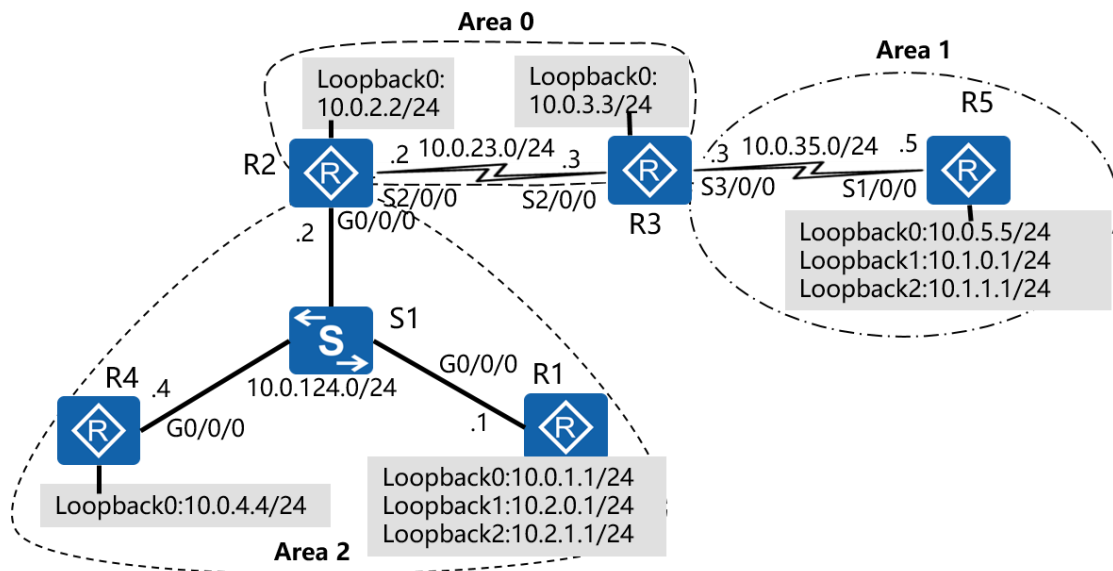 Area 0
Area 1
Loopback0:
10.0.2.2/24
Loopback0:
10.0.3.3/24
R5
R2
.2
10.0.23.0/24
.3
.3
10.0.35.0/24
.5
R
R
R
S2/0/0
S2/0/0
S3/0/0
S1/0/0
R3
G0/0/0
.2
Loopback0:10.0.5.5/24
Loopback1:10.1.0.1/24
Loopback2:10.1.1.1/24
S1
S
G0/0/0
R1
R4
.4
10.0.124.0/24
R
G0/0/0
.1
R
Loopback0:10.0.4.4/24
Loopback0:10.0.1.1/24
Loopback1:10.2.0.1/24
Loopback2:10.2.1.1/24
Area 2